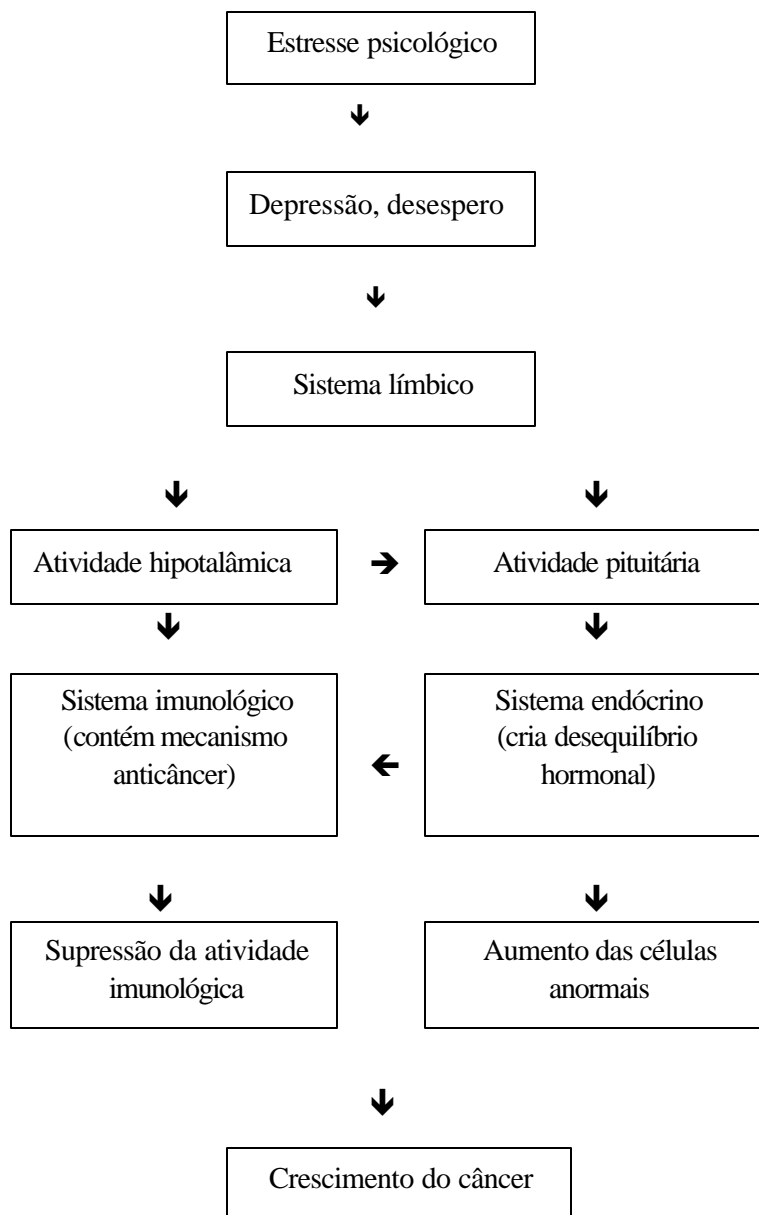 Estresse psicológico
Depressão, desespero
Sistema límbico
Atividade hipotalâmica
Atividade pituitária
Sistema imunológico
(contém mecanismo
anticâncer)
Sistema endócrino
(cria desequilíbrio
hormonal)
Supressão da atividade
imunológica
Aumento das células
anormais
Crescimento do câncer